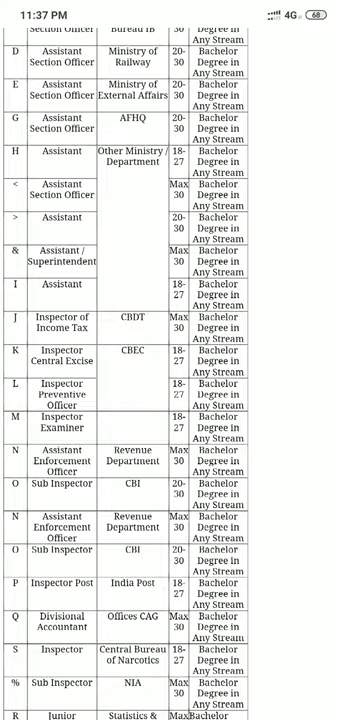 11:37 PM 4G 68
Section Officer Bureau IB 30 Degree in
Any Stream
D Assistant Ministry of 20- Bachelor
Section Officer Railway 30 Degree in
Any Stream
E Assistant Ministry of 20- Bachelor
Section Officer External Affairs 30 Degree in
Any Stream
G Assistant AFHQ 20- Bachelor
Section Officer 30 Degree in
Any Stream
H Assistant Other Ministry / 18- Bachelor
Department 27 Degree in
Any Stream
< Assistant Max Bachelor
Section Officer 30 Degree in
Any Stream
> Assistant 20- Bachelor
30 Degree in
Any Stream
& Assistant / Max Bachelor
Superintendent 30 Degree in
Any Stream
I Assistant 18- Bachelor
27 Degree in
Any Stream
J Inspector of CBDT Max Bachelor
Income Tax 30 Degree in
Any Stream
K Inspector CBEC 18- Bachelor
Central Excise 27 Degree in
Any Stream
L Inspector 18- Bachelor
Preventive 27 Degree in
Officer Any Stream
M Inspector 18- Bachelor
Examiner 27 Degree in
Any Stream
N Assistant Revenue Max Bachelor
Enforcement Department 30 Degree in
Officer Any Stream
O Sub Inspector CBI 20- Bachelor
30 Degree in
Any Stream
N Assistant Revenue Max Bachelor
Enforcement Department 30 Degree in
Officer Any Stream
O Sub Inspector CBI 20- Bachelor
30 Degree in
Any Stream
P Inspector Post India Post 18- Bachelor
27 Degree in
Any Stream
Q Divisional Offices CAG Max Bachelor
Accountant 30 Degree in
Any Stream
S Inspector Central Bureau 18- Bachelor
of Narcotics 27 Degree in
Any Stream
% Sub Inspector NIA Max Bachelor
30 Degree in
Any Stream
R Junior Statistics & Max Bachelor